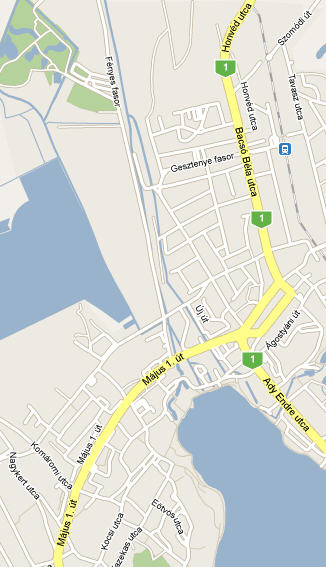 Honvéd utca
Szomódi út
Fényes fasor
1
Honvéd utca
Tavasz utca
Bacsó Béla utca
Gesztenye fasor
1
Új út
Ágostyáni út
Május 1. út
1
Ady Endre utca
Május 1. út
Komáromi utca
Nagykert utca
Május 1. út
Eötvös utca
Kocsi utca
azekas utca